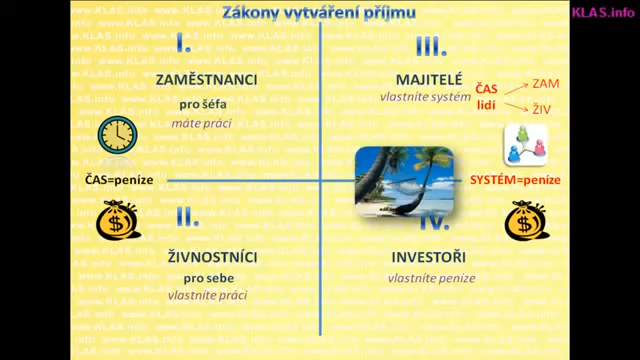 Zákony vytváření příjmu
KLAS.info
I.
ZAMĚSTNANCI
pro šéfa
máte práci
III.
MAJITELÉ
vlastníte systém
ČAS
lidí
ZAM
ŽIV
ČAS=peníze
SYSTÉM=peníze
II.
ŽIVNOSTNÍCI
pro sebe
vlastníte práci
IV.
INVESTOŘI
vlastníte peníze
$
$